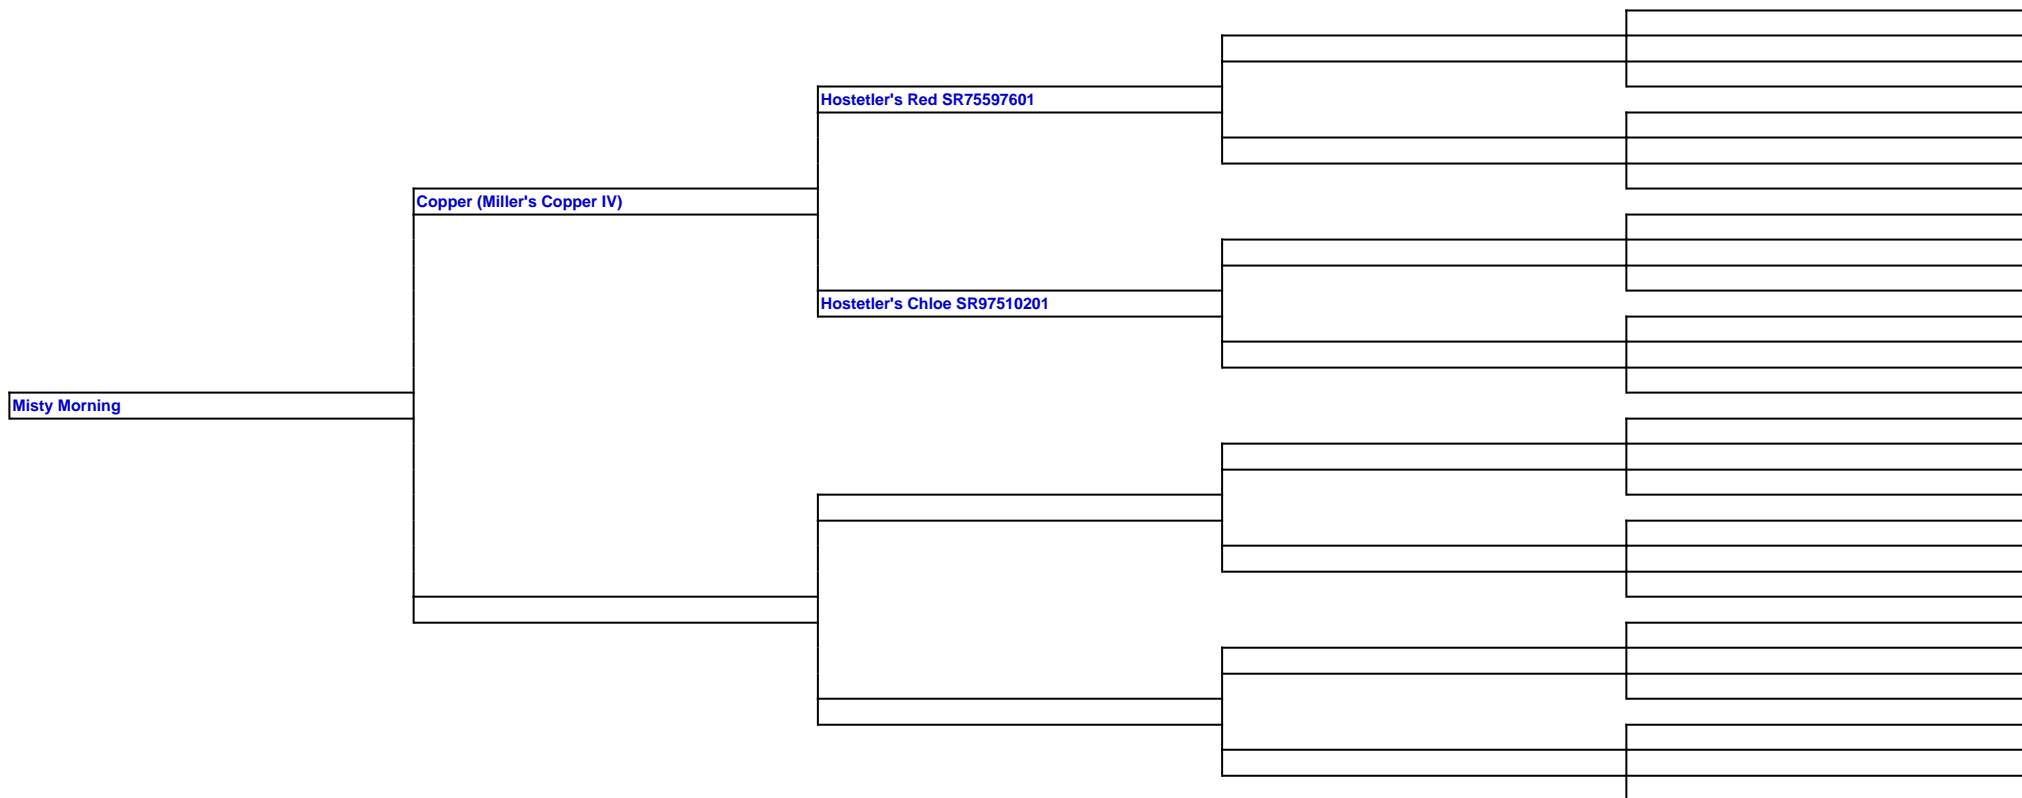 Hostetler's Red SR75597601
Copper (Miller's Copper IV)
Hostetler's Chloe SR97510201
Misty Morning